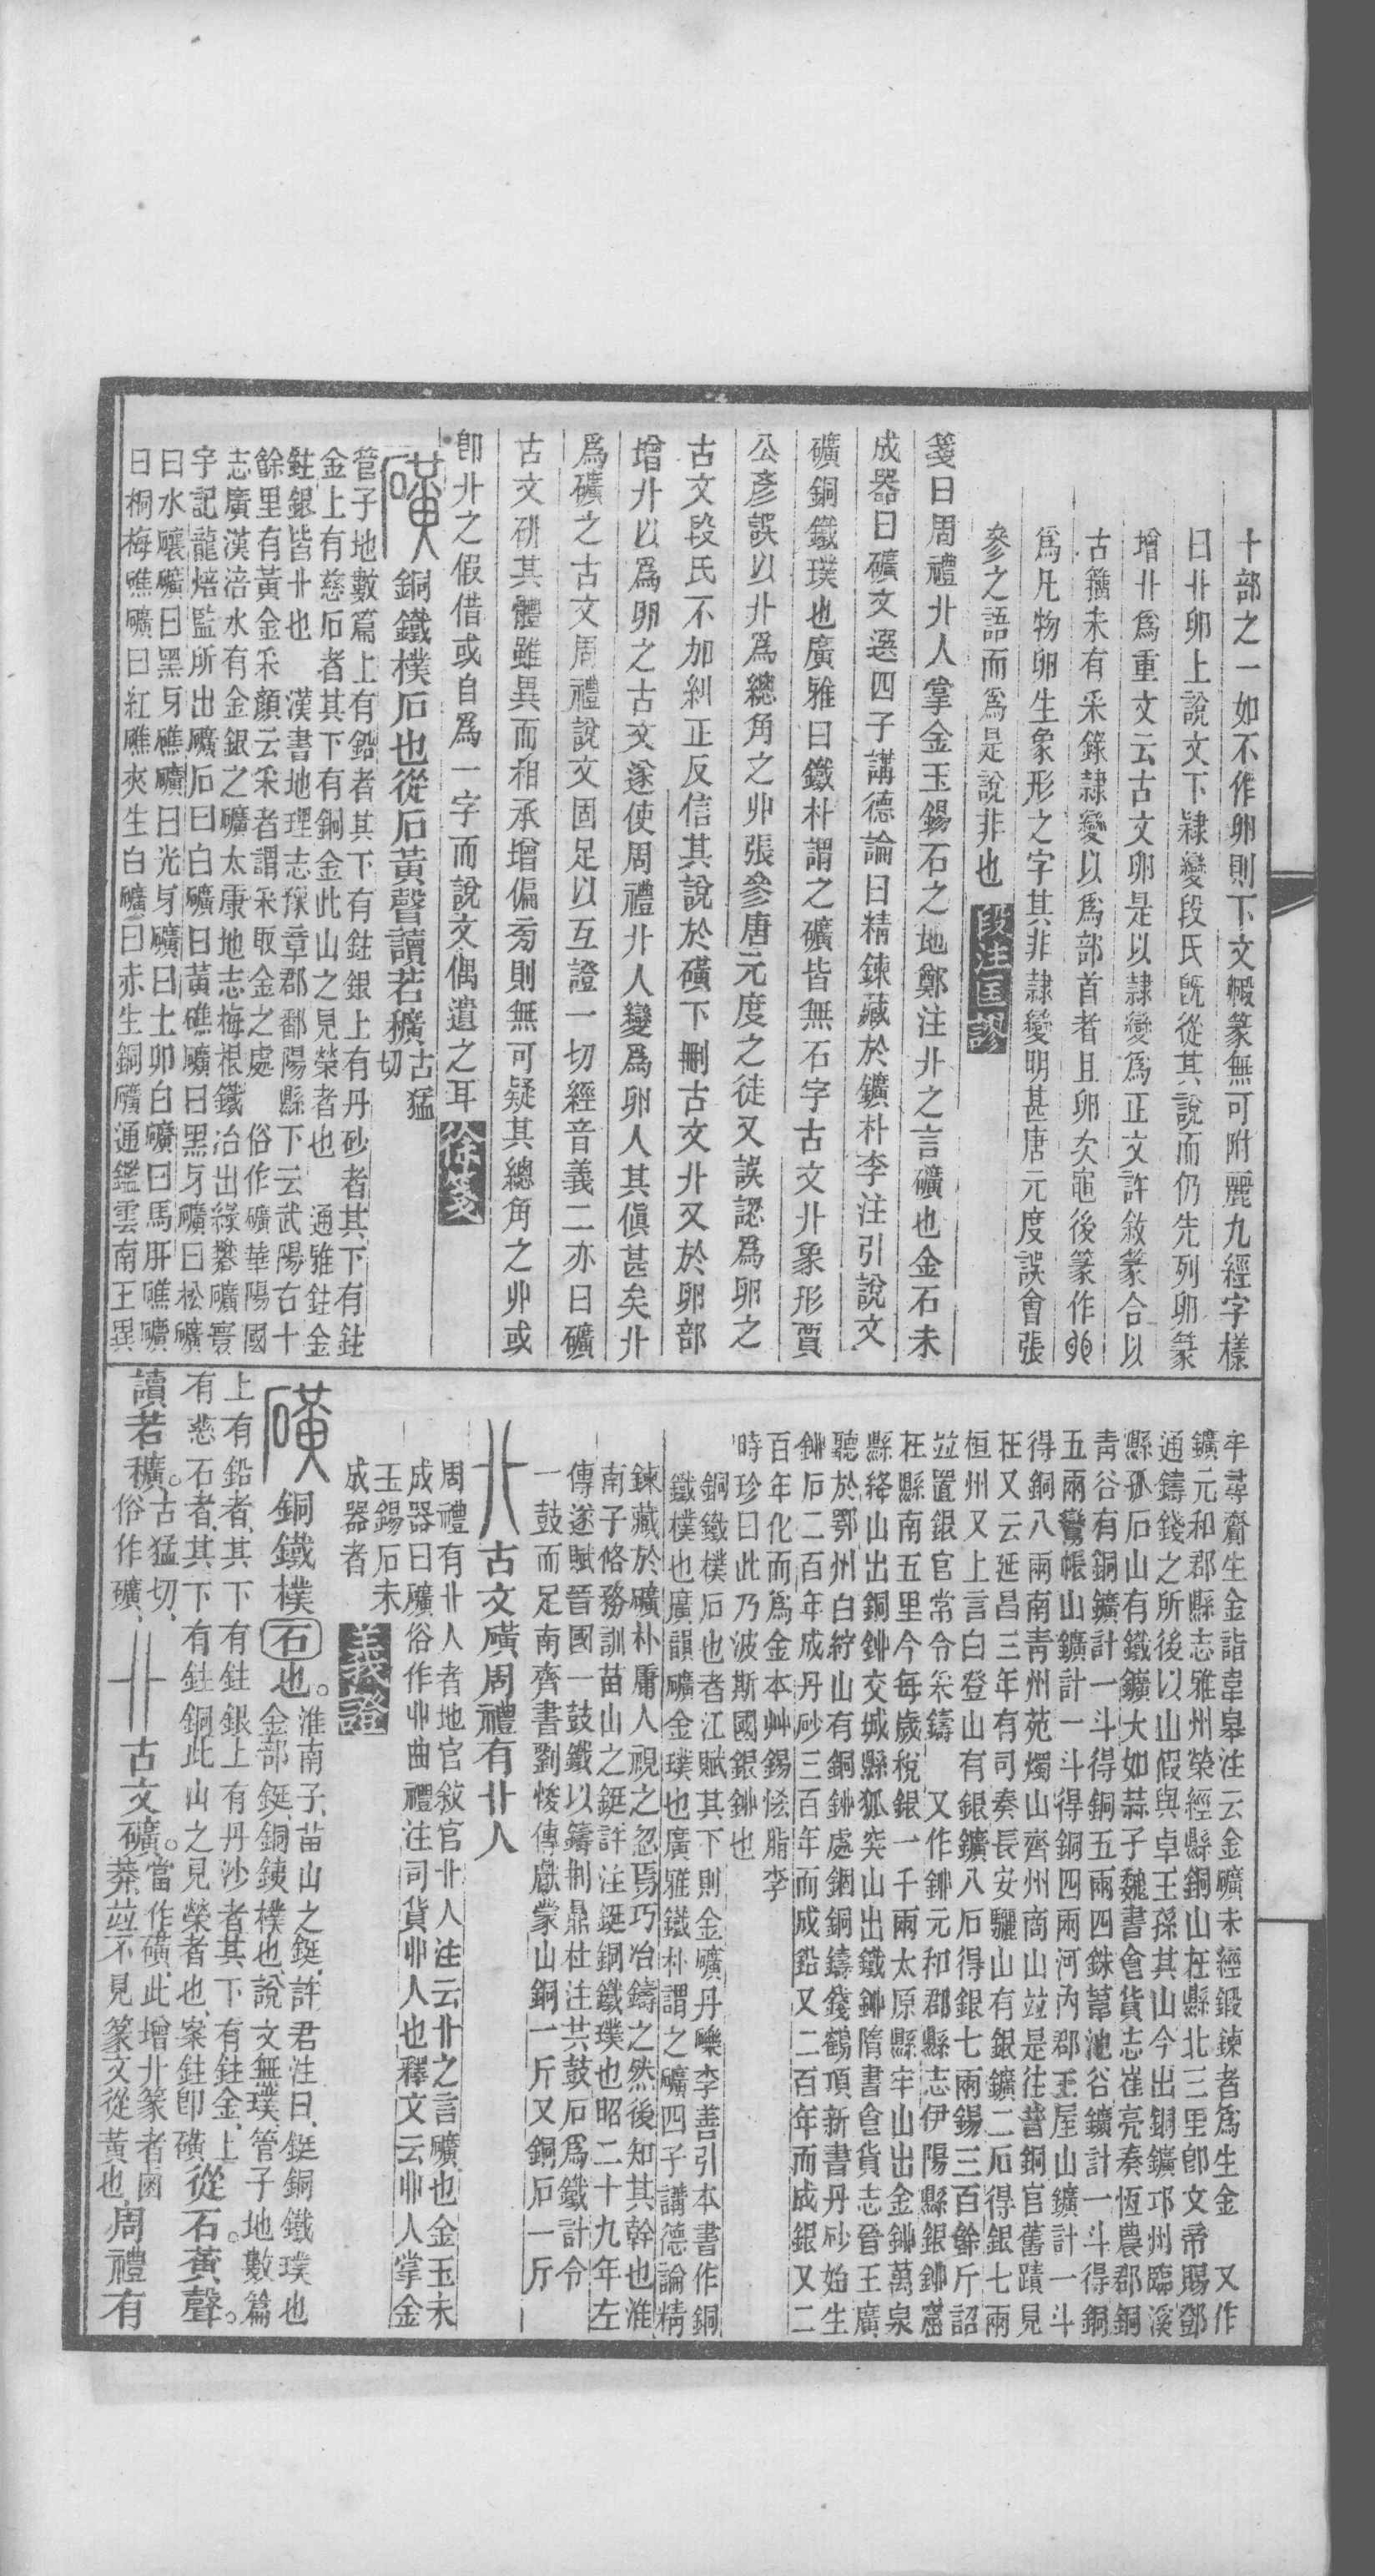 十部之一如不作卵則下文毈篆無可附麗九經字樣
曰卝卵上說文下隸變段氏旣從其說而仍先列卵篆
增卝爲重文云古文卵是以隸變爲正文許敘篆合以
古籒未有采錄隸變以爲部首者且卵次黽後篆作
爲凡物卵生象形之字其非隸變明甚唐元度誤會張
參之語而爲是說非也 段注匡謬
箋曰周禮卝人掌金玉錫石之地鄭注卝之言礦也金石未
成器曰礦文選四子講德論曰精鍊藏於鑛朴李注引說文
礦銅鐵璞也廣雅曰鐵朴謂之礦皆無石字古文卝象形賈
公彥誤以卝爲總角之丱張參唐元度之徒又誤認爲卵之
古文段氏不加糾正反信其說於磺下刪古文卝又於卵部
增卝以爲卵之古文遂使周禮卝人變爲卵人其傎甚矣卝
爲礦之古文周禮說文固足以互證一切經音義二亦曰礦
古文硏其體雖異而相承增偏旁則無可疑其總角之丱或
卽卝之假借或自爲一字而說文偶遺之耳 徐箋
磺 銅鐵樸石也從石黃聲讀若穬 古猛切
管子地數篇上有鉛者其下有鉒銀上有丹砂者其下有鉒
金上有慈石者其下有銅金此山之見榮者也 通雅鉒金
鉒銀皆卝也 漢書地理志豫章郡鄱陽縣下云武陽右十
餘里有黃金采顏云采者謂采取金之處 俗作礦華陽國
志廣漢涪水有金銀之礦太康地志梅根鐵冶出綠礬礦寰
宇記龍焙監所出礦石曰白礦曰黃礁礦曰黑牙礦曰松礦
曰水礦曰黑牙礁礦曰光牙礦曰土卯白礦曰馬肝礁礦
曰桐梅礁礦曰紅礁夾生白礦曰赤生銅礦通鑑雲南王異
牟尋齎生金詣韋皋注云金礦未經鍛鍊者爲生金 又作
鑛元和郡縣志雅州榮經縣銅山在縣北三里卽文帝賜鄧
通鑄錢之所後以山假與卓王孫其山今出銅鑛邛州臨溪
縣孤石山有鐵鑛大如蒜子魏書食貨志崔亮奏恆農郡銅
青谷有銅鑛計一斗得銅五兩四銖葦池谷鑛計一斗得銅
五兩鸞帳山鑛計一斗得銅四兩河內郡王屋山鑛計一斗
得銅八兩南青州苑燭山齊州商山並是往昔銅官舊蹟見
在又云延昌三年有司奏長安驪山有銀鑛二石得銀七兩
恒州又上言白登山有銀鑛八石得銀七兩錫三百餘斤詔
並置銀官常令采鑄 又作鉚元和郡縣志伊陽縣銀鉚窟
在縣南五里今每歲稅銀一千兩太原縣牢山出金鉚萬泉
縣絳山出銅鉚交城縣狐突山出鐵鉚隋書食貨志晉王廣
聽於鄂州白紵山有銅鉚處錮銅鑄錢鶴頂新書丹砂始生
鉚石二百年成丹砂三百年而成鉛又二百年而成銀又二
百年化而爲金本艸錫恡脂李
時珍曰此乃波斯國銀鉚也
銅鐵樸石也者江賦其下則金礦丹礫李善引本書作銅
鐵樸也廣韻礦金璞也廣雅鐵朴謂之礦四子講德論精
鍊藏於礦朴庸人視之忽焉巧冶鑄之然後知其幹也淮
南子脩務訓苗山之鋌許注鋌銅鐵璞也昭二十九年左
傳遂賦晉國一鼓鐵以鑄荆鼎杜注共鼓石爲鐵計令
一鼓而足南齊書劉悛傳獻蒙山銅一斤又銅石一斤
卝 古文磺周禮有卝人
周禮有卝人者地官敘官卝人注云卝之言礦也金玉未
成器曰礦俗作丱曲禮注司貨丱人也釋文云丱人掌金
玉錫石未
成器者 義證
磺 銅鐵樸石也。淮南子、苗山之鋌、許君注曰、鋌銅鐵璞也
金部鋌、銅鐵樸也、說文無璞、管子地數篇
上有鉛者、其下有鉒銀上有丹沙者、其下有鉒金、上
有慈石者、其下有鉒銅此山之見榮者也、案鉒卽磺 從石。黃聲。
讀若穬。古猛切、俗作礦、 卝 古文礦。當作磺、此增卝篆者、因莽並不見篆文從黃也 周禮有